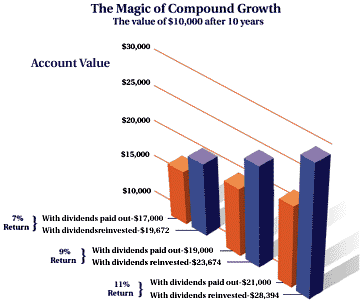 The Magic of Compound Growth
The value of $10,000 after 10 years
Account Value
$30,000
$25,000
$20,000
$15,000
$10,000
7% Return } With dividends paid out-$17,000
With dividendsreinvested-$19,672
9% Return } With dividends paid out-$19,000
With dividends reinvested-$23,674
11% Return } With dividends paid out-$21,000
With dividends reinvested-$28,394